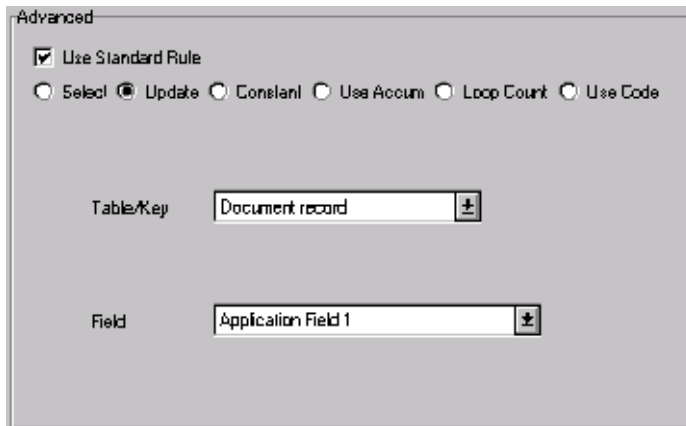 Advanced
Use Standard Rule
Select Update Constant Use Accum Loop Count Use Code
Table/Key Document record
Field Application Field 1